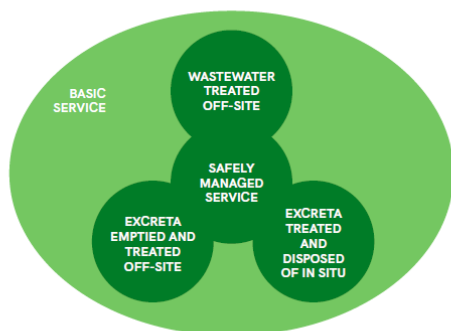 WASTEWATER
TREATED
OFF-SITE
BASIC
SERVICE
SAFELY
MANAGED
SERVICE
EXCRETA
EMPTIED AND
TREATED
OFF-SITE
EXCRETA
TREATED
AND
DISPOSED
OF IN SITU